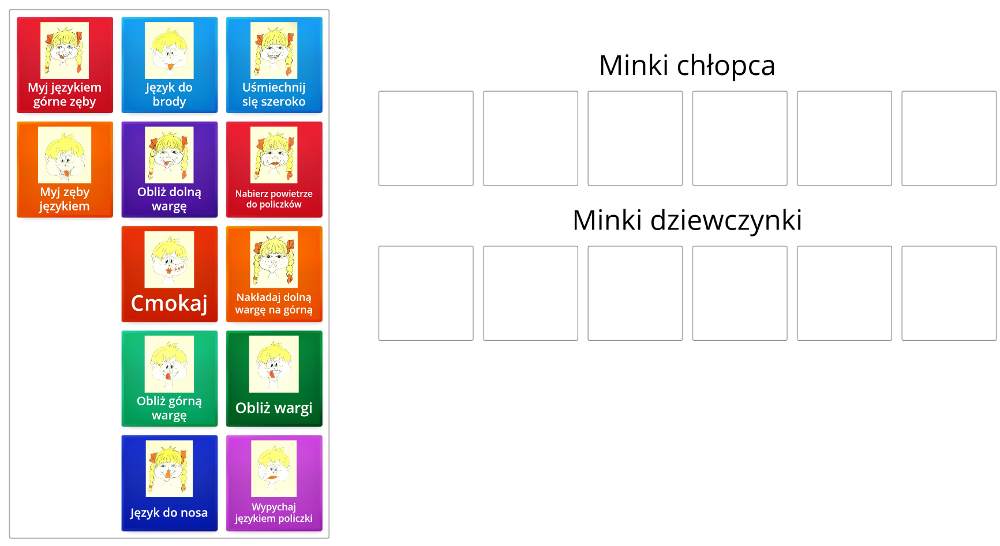 Myj językiem
górne zęby
Język do
brody
Uśmiechnij
się szeroko
Myj zęby
językiem
Obliż dolną
wargę
Nabierz powietrze
do policzków
Cmokaj
Nakładaj dolną
wargę na górną
Obliż górną
wargę
Obliż wargi
Język do nosa
Wypychaj
językiem policzki
Minki chłopca
Minki dziewczynki